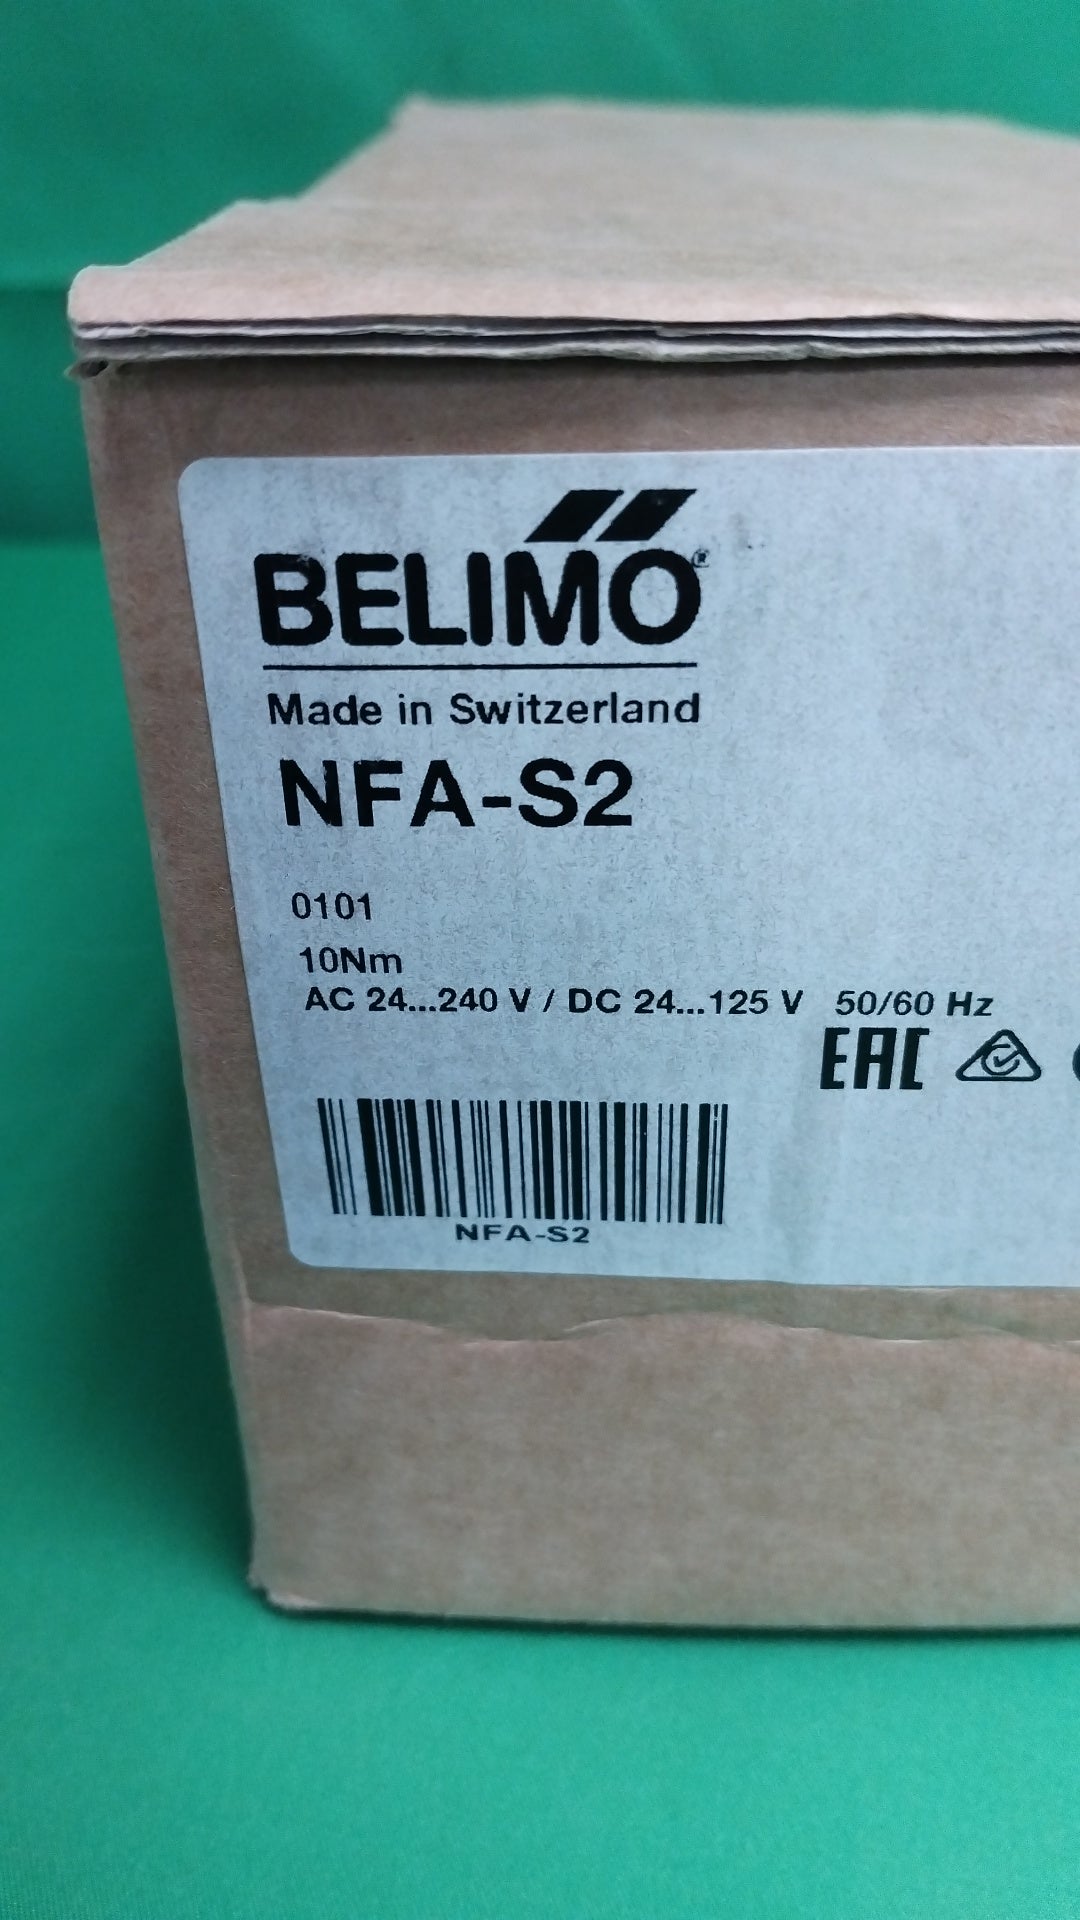 BELIMO®
Made in Switzerland
NFA-S2
0101
10Nm
AC 24...240 V / DC 24...125 V 50/60 Hz
EAC
NFA-S2